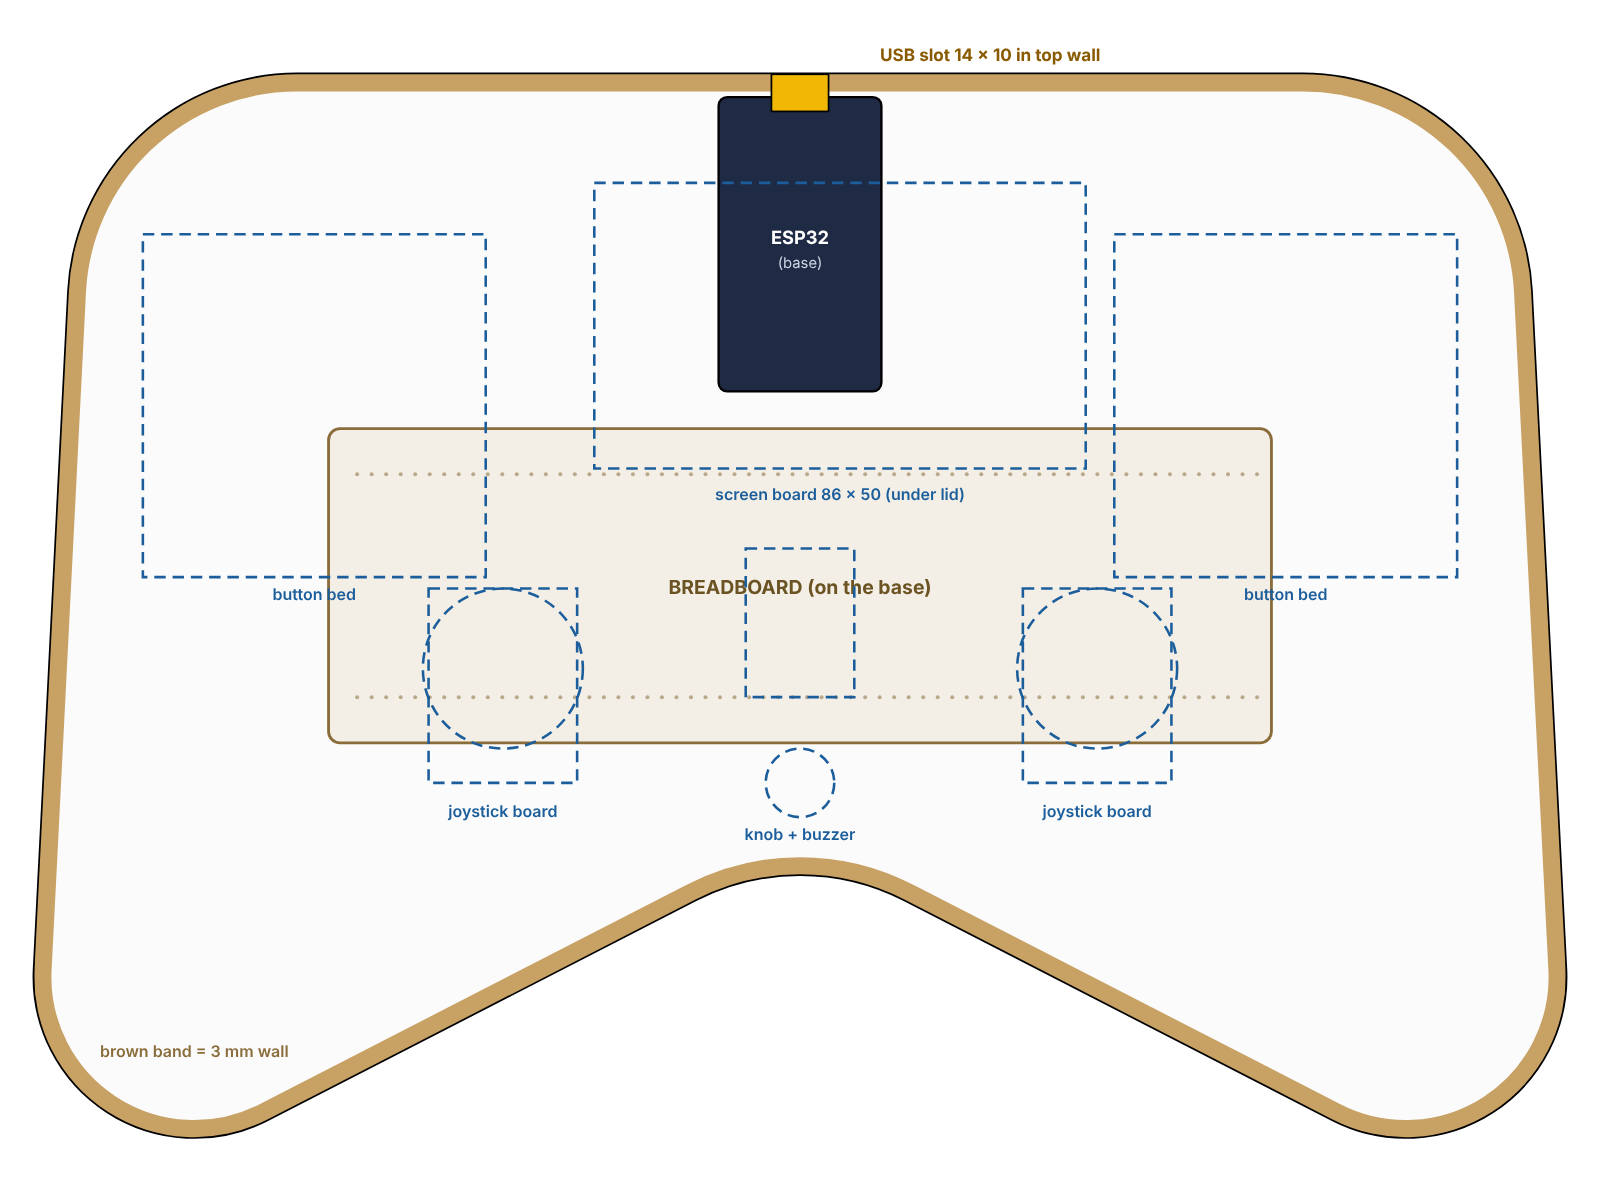 USB slot 14 × 10 in top wall
ESP32
(base)
screen board 86 × 50 (under lid)
BREADBOARD (on the base)
button bed
button bed
joystick board
joystick board
knob + buzzer
brown band = 3 mm wall